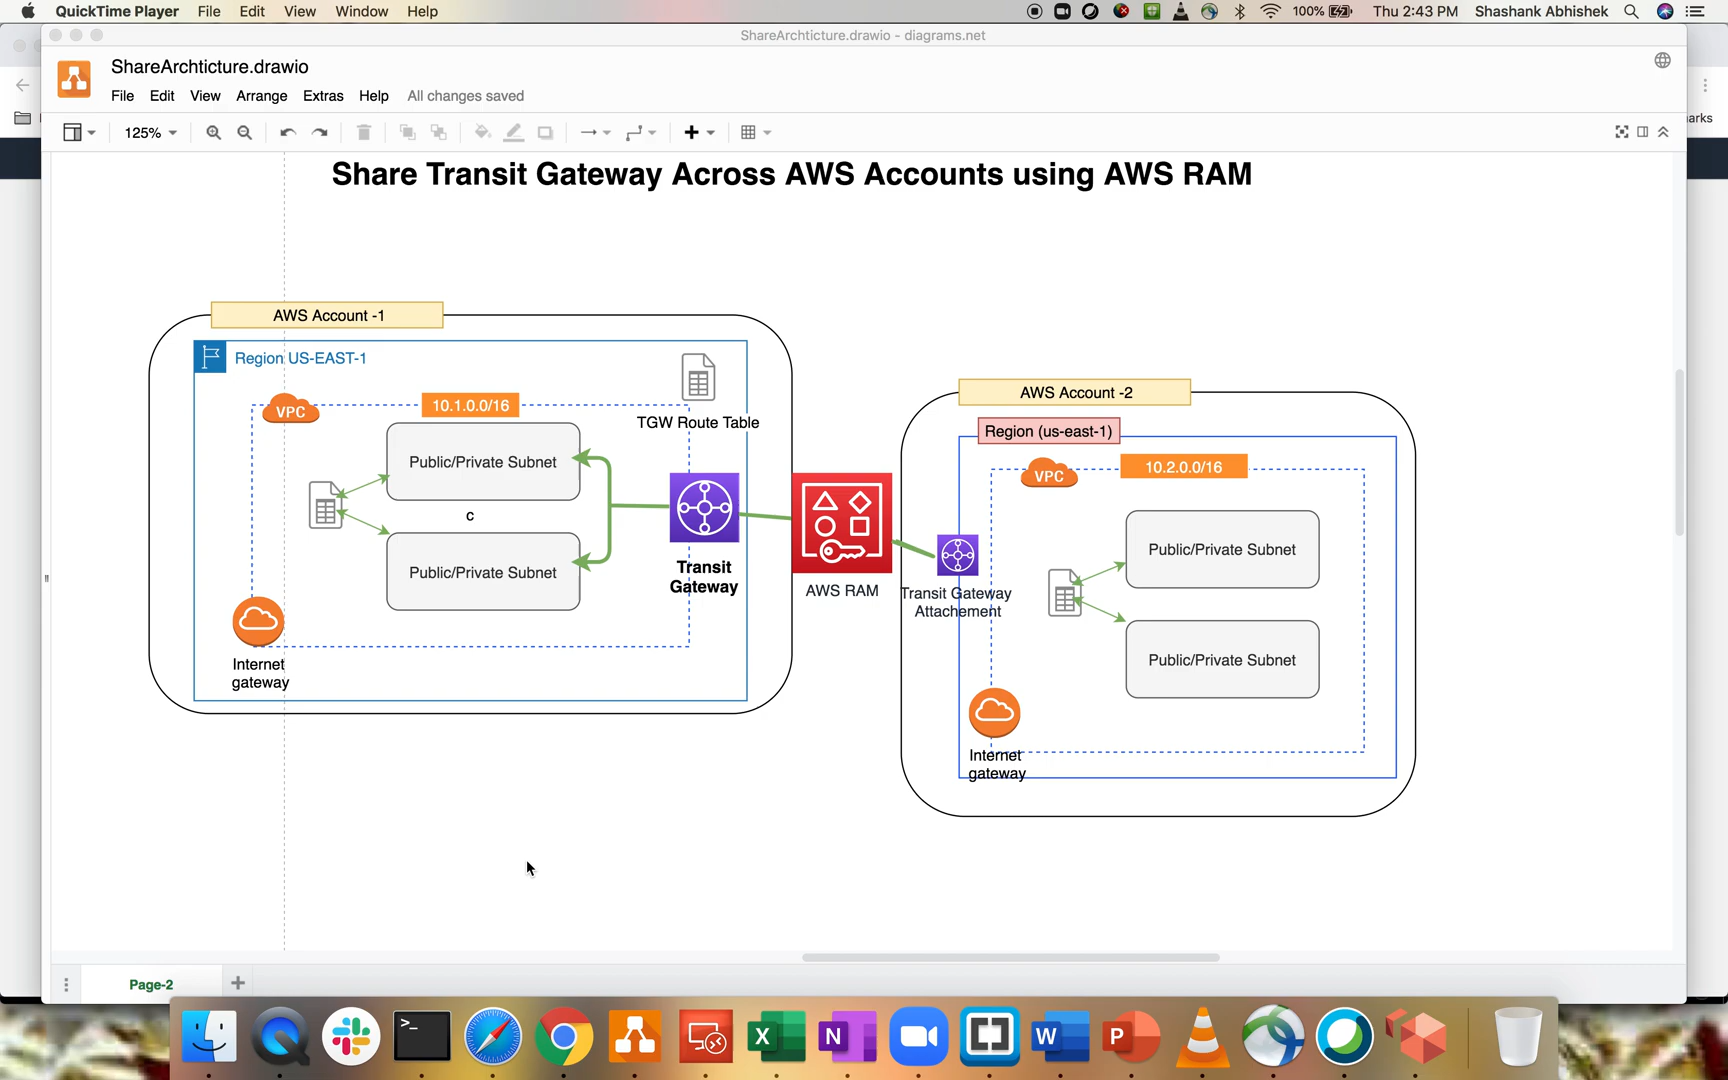 QuickTime Player File Edit View Window Help 100% Thu 2:43 PM Shashank Abhishek
ShareArchticture.drawio - diagrams.net
ShareArchticture.drawio
File Edit View Arrange Extras Help All changes saved
arks
125%
Share Transit Gateway Across AWS Accounts using AWS RAM
AWS Account -1
Region US-EAST-1
VPC
10.1.0.0/16
TGW Route Table
Public/Private Subnet
c
Public/Private Subnet
Transit
Gateway
Internet
gateway
AWS RAM
AWS Account -2
Region (us-east-1)
VPC
10.2.0.0/16
Public/Private Subnet
Transit Gateway
Attachement
Public/Private Subnet
Internet
gateway
Page-2
>_
X
N
W
P